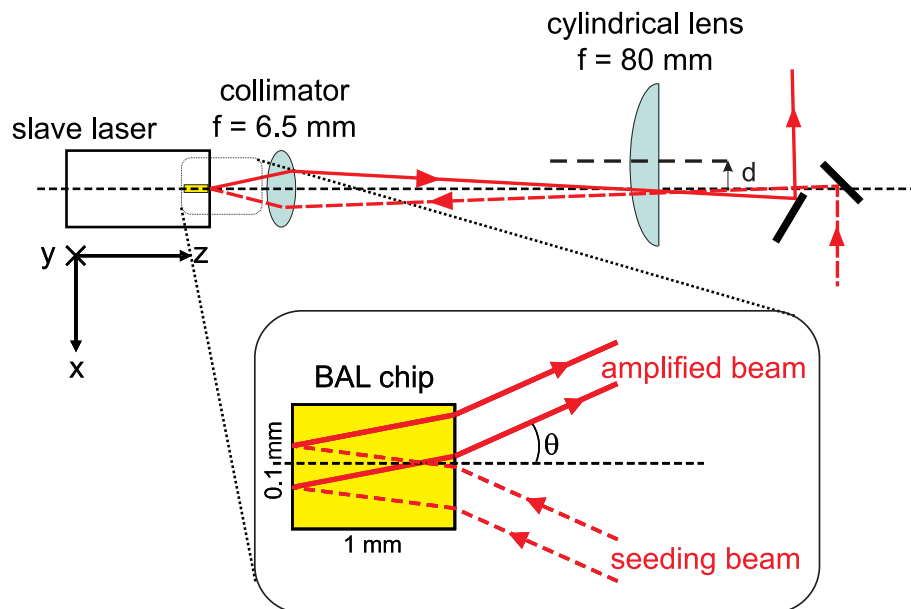 cylindrical lens
f = 80 mm
collimator
f = 6.5 mm
slave laser
d
y
z
x
BAL chip
amplified beam
θ
0.1 mm
1 mm
seeding beam